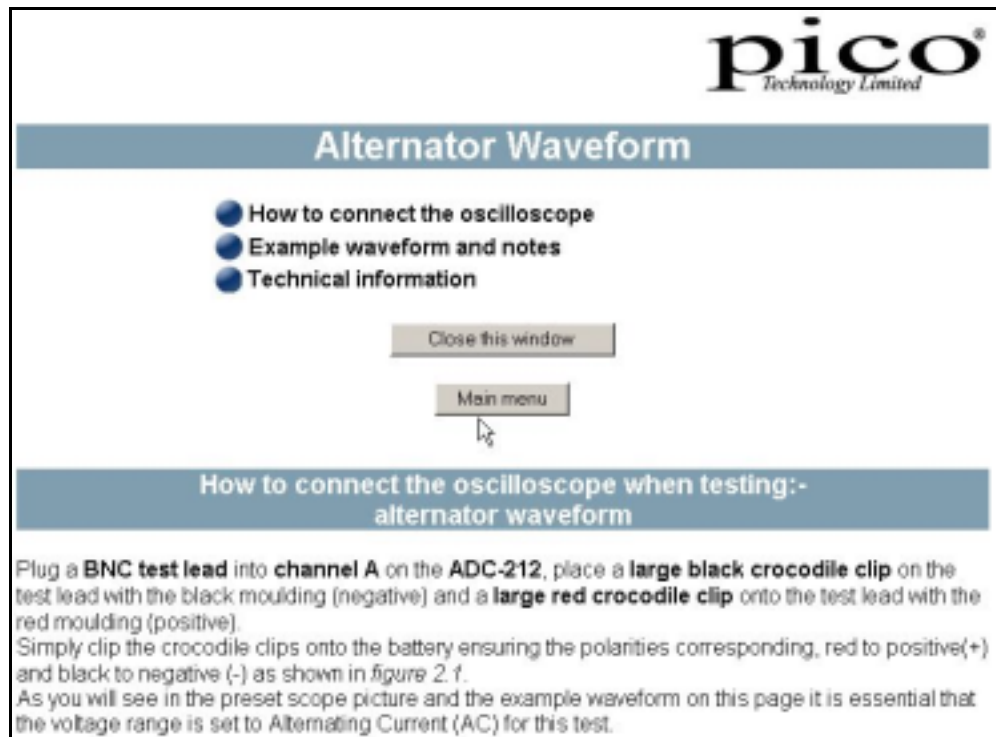 pico®
Technology Limited
Alternator Waveform
How to connect the oscilloscope
Example waveform and notes
Technical information
Close this window
Main menu
How to connect the oscilloscope when testing:-
alternator waveform
Plug a BNC test lead into channel A on the ADC-212, place a large black crocodile clip on the
test lead with the black moulding (negative) and a large red crocodile clip onto the test lead with the
red moulding (positive).
Simply clip the crocodile clips onto the battery ensuring the polarities corresponding, red to positive(+)
and black to negative (-) as shown in figure 2.1.
As you will see in the preset scope picture and the example waveform on this page it is essential that
the voltage range is set to Alternating Current (AC) for this test.